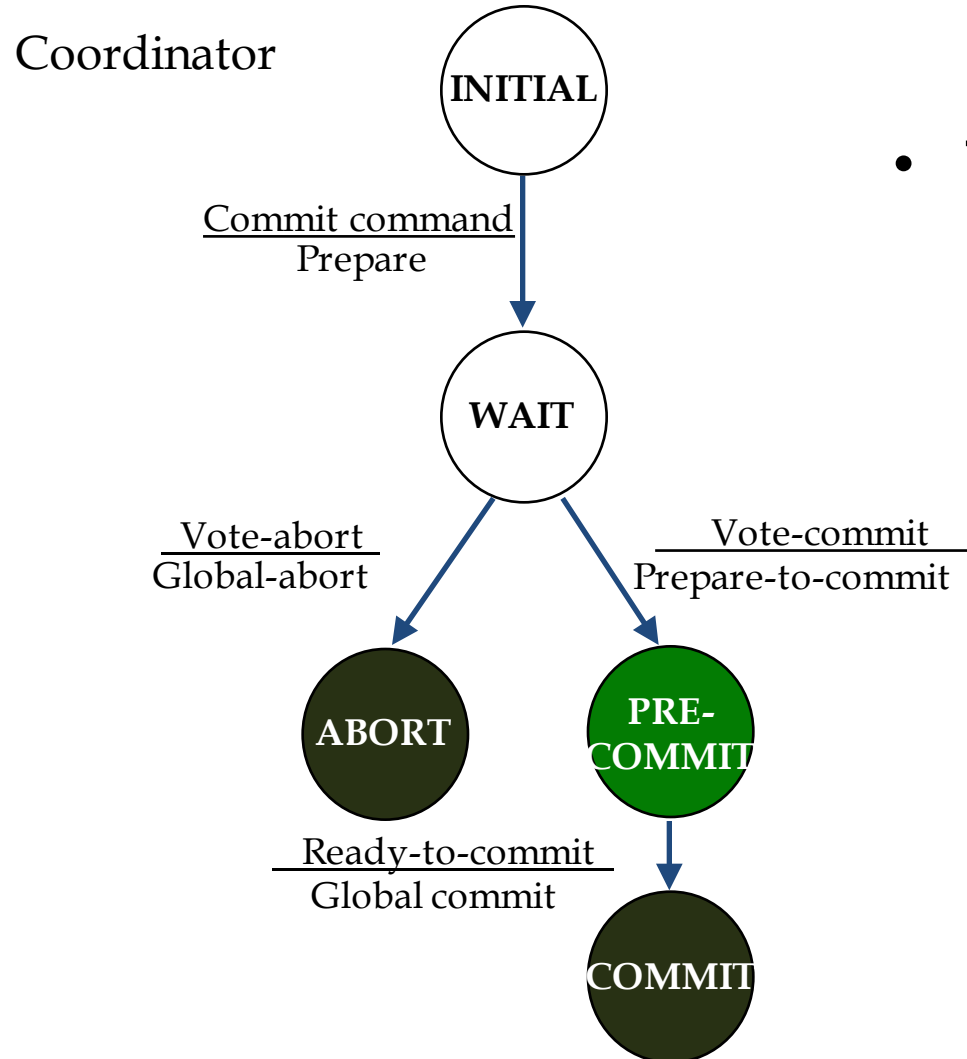 Coordinator
INITIAL
•
Commit command
Prepare
WAIT
Vote-abort
Global-abort
Vote-commit
Prepare-to-commit
ABORT
PRE-
COMMIT
Ready-to-commit
Global commit
COMMIT